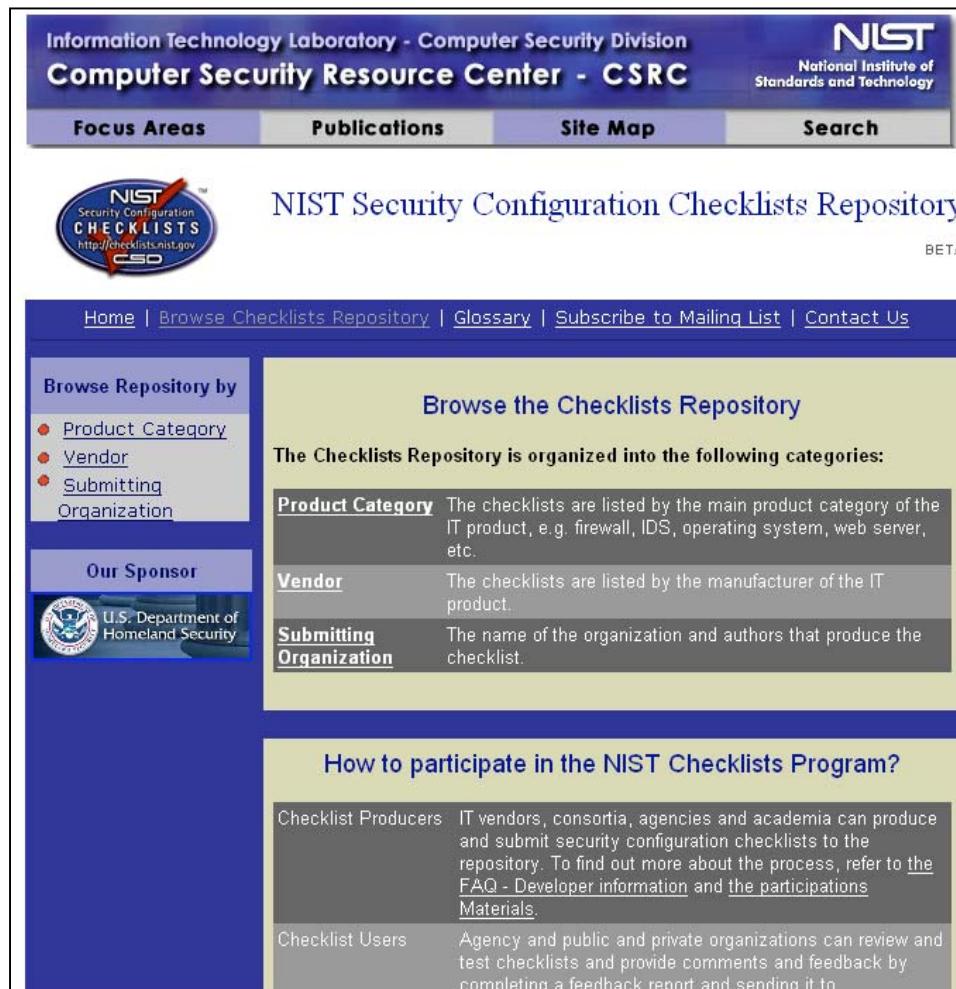 Information Technology Laboratory - Computer Security Division
Computer Security Resource Center - CSRC
NIST
National Institute of
Standards and Technology
Focus Areas Publications Site Map Search
NIST
Security Configuration
CHECKLISTS
http://checklists.nist.gov
CSD
TM
NIST Security Configuration Checklists Repository
BETA
Home | Browse Checklists Repository | Glossary | Subscribe to Mailing List | Contact Us
Browse Repository by
Product Category
Vendor
Submitting
Organization
Our Sponsor
U.S. Department of
Homeland Security
Browse the Checklists Repository
The Checklists Repository is organized into the following categories:
Product Category The checklists are listed by the main product category of the
IT product, e.g. firewall, IDS, operating system, web server,
etc.
Vendor The checklists are listed by the manufacturer of the IT
product.
Submitting The name of the organization and authors that produce the
Organization checklist.
How to participate in the NIST Checklists Program?
Checklist Producers IT vendors, consortia, agencies and academia can produce
and submit security configuration checklists to the
repository. To find out more about the process, refer to the
FAQ - Developer information and the participations
Materials.
Checklist Users Agency and public and private organizations can review and
test checklists and provide comments and feedback by
completing a feedback report and sending it to